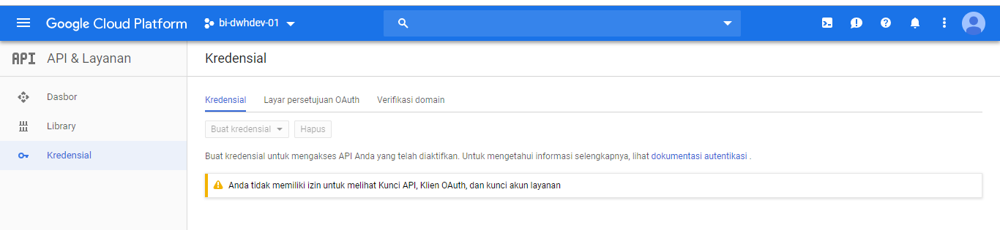 Google Cloud Platform bi-dwhdev-01
API API & Layanan Kredensial
Dasbor
Library
Kredensial
Kredensial Layar persetujuan OAuth Verifikasi domain
Buat kredensial Hapus
Buat kredensial untuk mengakses API Anda yang telah diaktifkan. Untuk mengetahui informasi selengkapnya, lihat dokumentasi autentikasi .
Anda tidak memiliki izin untuk melihat Kunci API, Klien OAuth, dan kunci akun layanan